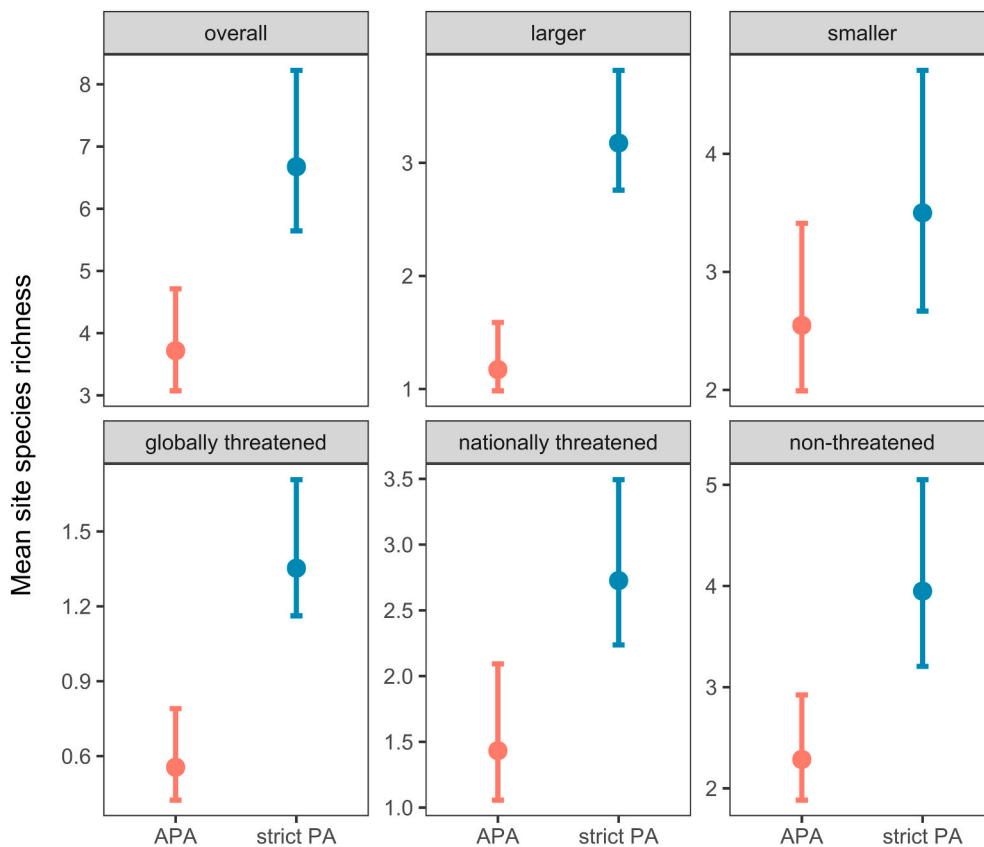 overall
larger
smaller
8
7
6
5
4
3
3
2
1
4
3
2
Mean site species richness
globally threatened
nationally threatened
non-threatened
1.5
1.2
0.9
0.6
3.5
3.0
2.5
2.0
1.5
1.0
5
4
3
2
APA strict PA
APA strict PA
APA strict PA